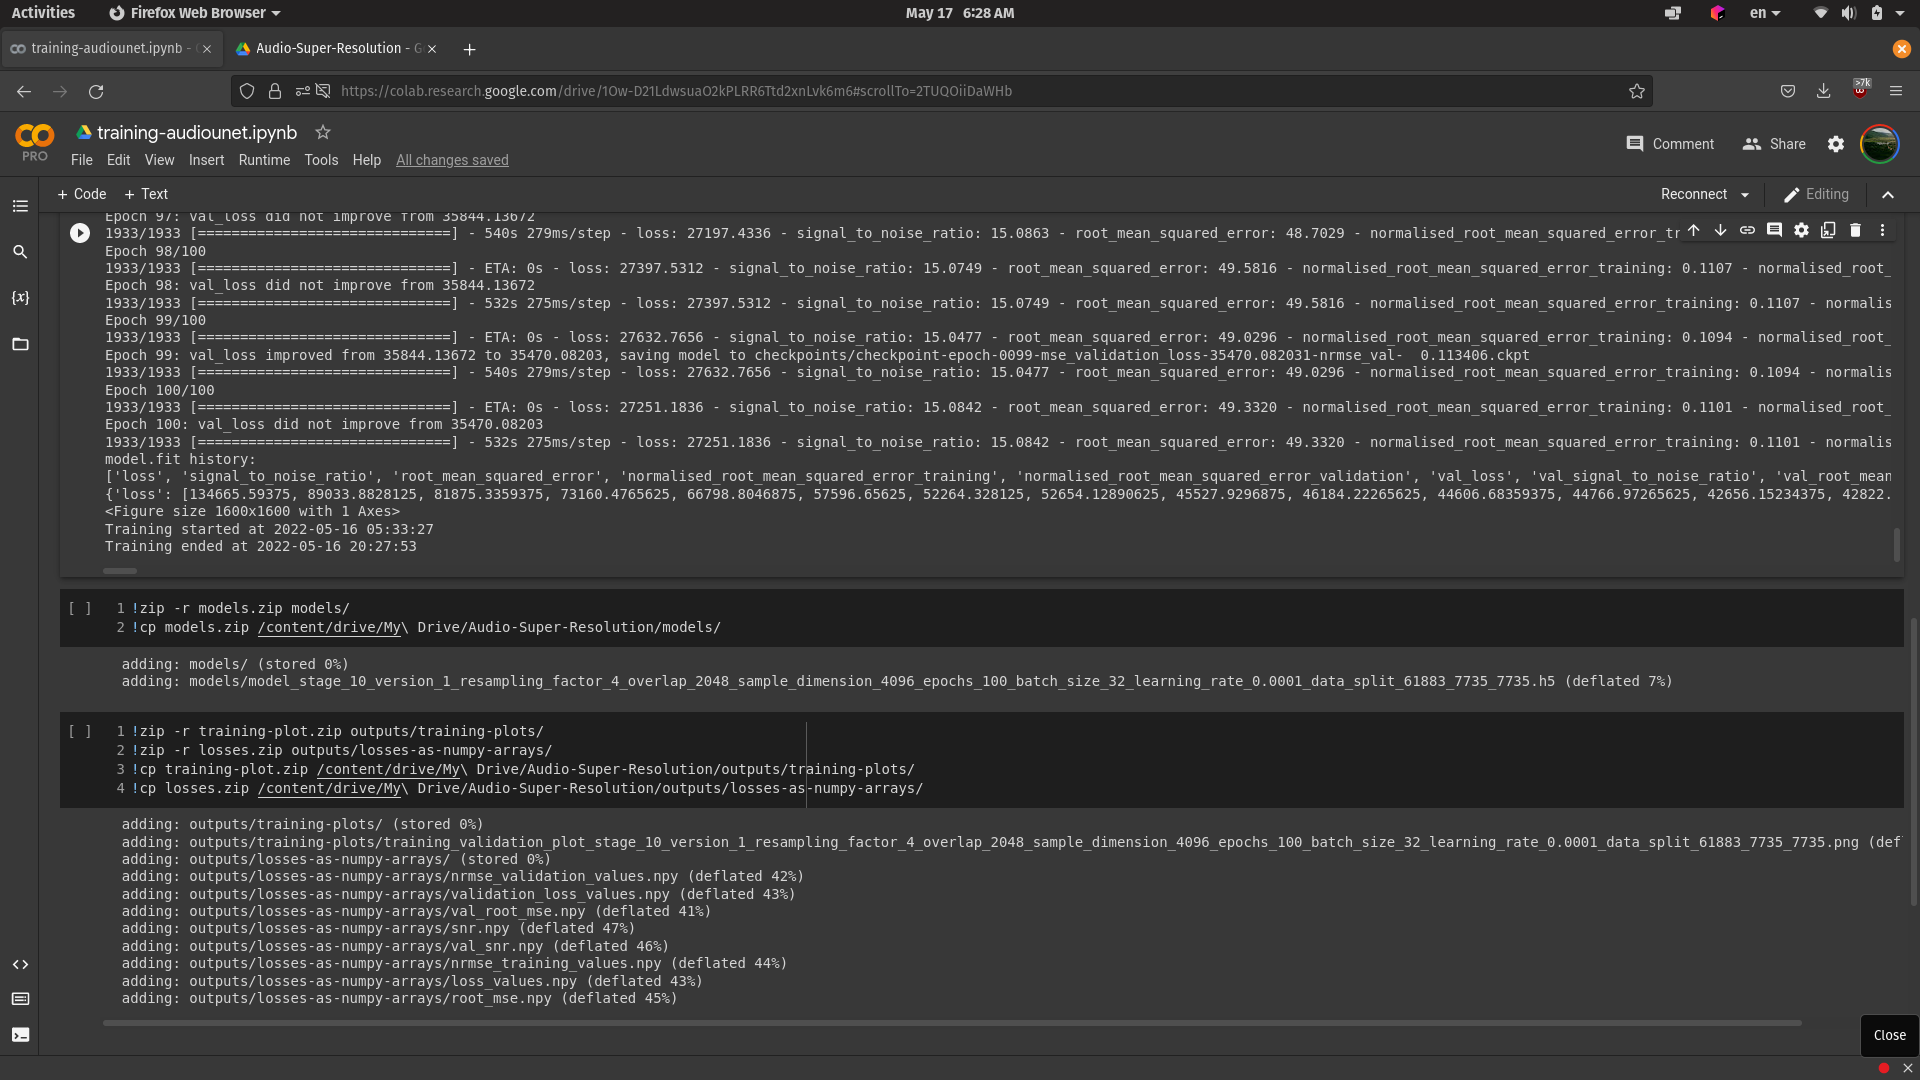 Activities
Firefox Web Browser
May 17 6:28 AM
en
training-audiounet.ipynb -
Audio-Super-Resolution - G
https://colab.research.google.com/drive/1Ow-D21LdwsuaO2kPLRR6Ttd2xnLvk6m6#scrollTo=2TUQOiiDaWHb
>7k
training-audiounet.ipynb
PRO
File Edit View Insert Runtime Tools Help All changes saved
Comment
Share
+ Code + Text
Reconnect
Editing
Epoch 97: val_loss did not improve from 35844.13672
1933/1933 [==============================] - 540s 279ms/step - loss: 27197.4336 - signal_to_noise_ratio: 15.0863 - root_mean_squared_error: 48.7029 - normalised_root_mean_squared_error_tr
Epoch 98/100
1933/1933 [==============================] - ETA: 0s - loss: 27397.5312 - signal_to_noise_ratio: 15.0749 - root_mean_squared_error: 49.5816 - normalised_root_mean_squared_error_training: 0.1107 - normalised_root_
Epoch 98: val_loss did not improve from 35844.13672
1933/1933 [==============================] - 532s 275ms/step - loss: 27397.5312 - signal_to_noise_ratio: 15.0749 - root_mean_squared_error: 49.5816 - normalised_root_mean_squared_error_training: 0.1107 - normalis
Epoch 99/100
1933/1933 [==============================] - ETA: 0s - loss: 27632.7656 - signal_to_noise_ratio: 15.0477 - root_mean_squared_error: 49.0296 - normalised_root_mean_squared_error_training: 0.1094 - normalised_root_
Epoch 99: val_loss improved from 35844.13672 to 35470.08203, saving model to checkpoints/checkpoint-epoch-0099-mse_validation_loss-35470.082031-nrmse_val-  0.113406.ckpt
1933/1933 [==============================] - 540s 279ms/step - loss: 27632.7656 - signal_to_noise_ratio: 15.0477 - root_mean_squared_error: 49.0296 - normalised_root_mean_squared_error_training: 0.1094 - normalis
Epoch 100/100
1933/1933 [==============================] - ETA: 0s - loss: 27251.1836 - signal_to_noise_ratio: 15.0842 - root_mean_squared_error: 49.3320 - normalised_root_mean_squared_error_training: 0.1101 - normalised_root_
Epoch 100: val_loss did not improve from 35470.08203
1933/1933 [==============================] - 532s 275ms/step - loss: 27251.1836 - signal_to_noise_ratio: 15.0842 - root_mean_squared_error: 49.3320 - normalised_root_mean_squared_error_training: 0.1101 - normalis
model.fit history:
['loss', 'signal_to_noise_ratio', 'root_mean_squared_error', 'normalised_root_mean_squared_error_training', 'normalised_root_mean_squared_error_validation', 'val_loss', 'val_signal_to_noise_ratio', 'val_root_mean
{'loss': [134665.59375, 89033.8828125, 81875.3359375, 73160.4765625, 66798.8046875, 57596.65625, 52264.328125, 52654.12890625, 45527.9296875, 46184.22265625, 44606.68359375, 44766.97265625, 42656.15234375, 42822.
<Figure size 1600x1600 with 1 Axes>
Training started at 2022-05-16 05:33:27
Training ended at 2022-05-16 20:27:53
[ ] 1 !zip -r models.zip models/
2 !cp models.zip /content/drive/My\ Drive/Audio-Super-Resolution/models/
adding: models/ (stored 0%)
adding: models/model_stage_10_version_1_resampling_factor_4_overlap_2048_sample_dimension_4096_epochs_100_batch_size_32_learning_rate_0.0001_data_split_61883_7735_7735.h5 (deflated 7%)
[ ] 1 !zip -r training-plot.zip outputs/training-plots/
2 !zip -r losses.zip outputs/losses-as-numpy-arrays/
3 !cp training-plot.zip /content/drive/My\ Drive/Audio-Super-Resolution/outputs/training-plots/
4 !cp losses.zip /content/drive/My\ Drive/Audio-Super-Resolution/outputs/losses-as-numpy-arrays/
adding: outputs/training-plots/ (stored 0%)
adding: outputs/training-plots/training_validation_plot_stage_10_version_1_resampling_factor_4_overlap_2048_sample_dimension_4096_epochs_100_batch_size_32_learning_rate_0.0001_data_split_61883_7735_7735.png (def
adding: outputs/losses-as-numpy-arrays/ (stored 0%)
adding: outputs/losses-as-numpy-arrays/nrmse_validation_values.npy (deflated 42%)
adding: outputs/losses-as-numpy-arrays/validation_loss_values.npy (deflated 43%)
adding: outputs/losses-as-numpy-arrays/val_root_mse.npy (deflated 41%)
adding: outputs/losses-as-numpy-arrays/snr.npy (deflated 47%)
adding: outputs/losses-as-numpy-arrays/val_snr.npy (deflated 46%)
adding: outputs/losses-as-numpy-arrays/nrmse_training_values.npy (deflated 44%)
adding: outputs/losses-as-numpy-arrays/loss_values.npy (deflated 43%)
adding: outputs/losses-as-numpy-arrays/root_mse.npy (deflated 45%)
Close